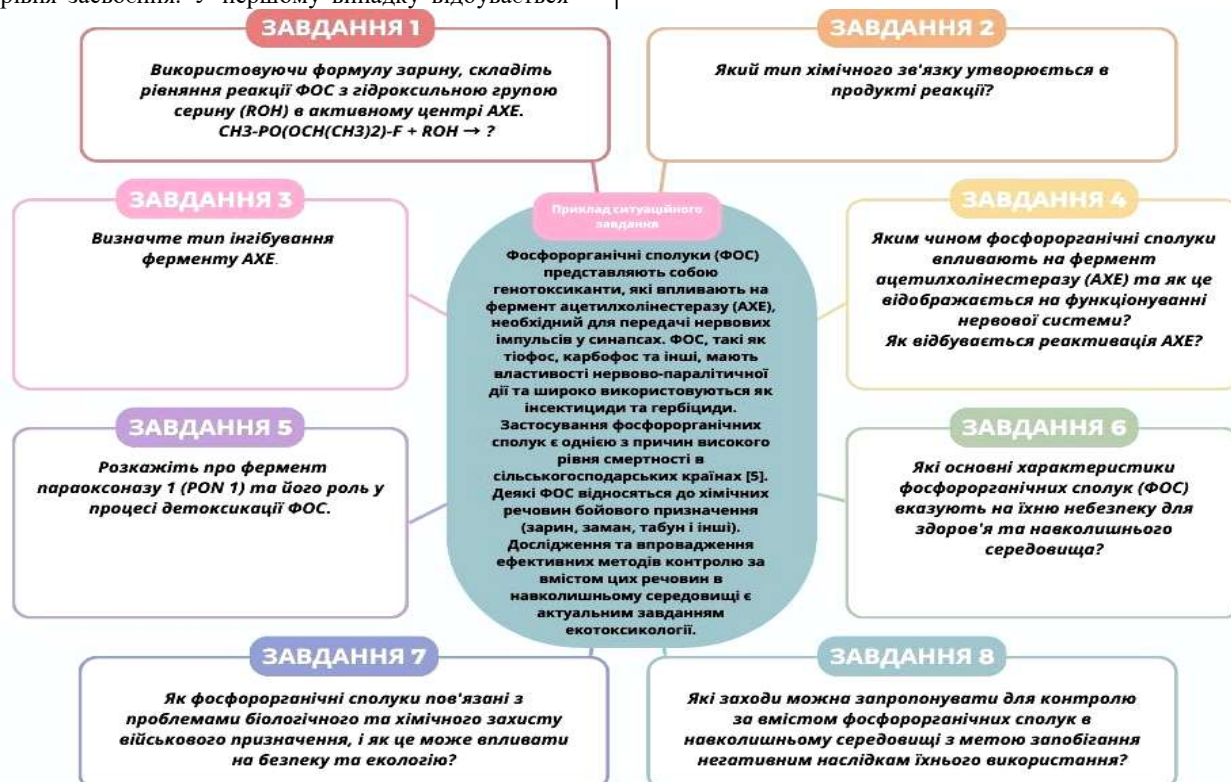 рівня засвоєння. У першому випадку відбувається
ЗАВДАННЯ 1
Використовуючи формулу зарину, складіть
рівняння реакції ФОС з гідроксильною групою
серину (ROH) в активному центрі АХЕ.
CH3-PO(OCH(CH3)2)-F + ROH → ?
ЗАВДАННЯ 2
Який тип хімічного зв'язку утворюється в
продукті реакції?
ЗАВДАННЯ 3
Визначте тип інгібування
ферменту АХЕ.
Приклад ситуаційного
завдання
Фосфорорганічні сполуки (ФОС)
представляють собою
генотоксиканти, які впливають на
фермент ацетилхолінестеразу (АХЕ),
необхідний для передачі нервових
імпульсів у синапсах. ФОС, такі як
тіофос, карбофос та інші, мають
властивості нервово-паралітичної
дії та широко використовуються як
інсектициди та гербіциди.
Застосування фосфорорганічних
сполук є однією з причин високого
рівня смертності в
сільськогосподарських країнах [5].
Деякі ФОС відносяться до хімічних
речовин бойового призначення
(зарин, заман, табун і інші).
Дослідження та впровадження
ефективних методів контролю за
вмістом цих речовин в
навколишньому середовищі є
актуальним завданням
екотоксикології.
ЗАВДАННЯ 4
Яким чином фосфорорганічні сполуки
впливають на фермент
ацетилхолінестеразу (АХЕ) та як це
відображається на функціонуванні
нервової системи?
Як відбувається реактивація АХЕ?
ЗАВДАННЯ 5
Розкажіть про фермент
параоксоназу 1 (PON 1) та його роль у
процесі детоксикації ФОС.
ЗАВДАННЯ 6
Які основні характеристики
фосфорорганічних сполук (ФОС)
вказують на їхню небезпеку для
здоров'я та навколишнього
середовища?
ЗАВДАННЯ 7
Як фосфорорганічні сполуки пов'язані з
проблемами біологічного та хімічного захисту
військового призначення, і як це може впливати
на безпеку та екологію?
ЗАВДАННЯ 8
Які заходи можна запропонувати для контролю
за вмістом фосфорорганічних сполук в
навколишньому середовищі з метою запобігання
негативним наслідкам їхнього використання?